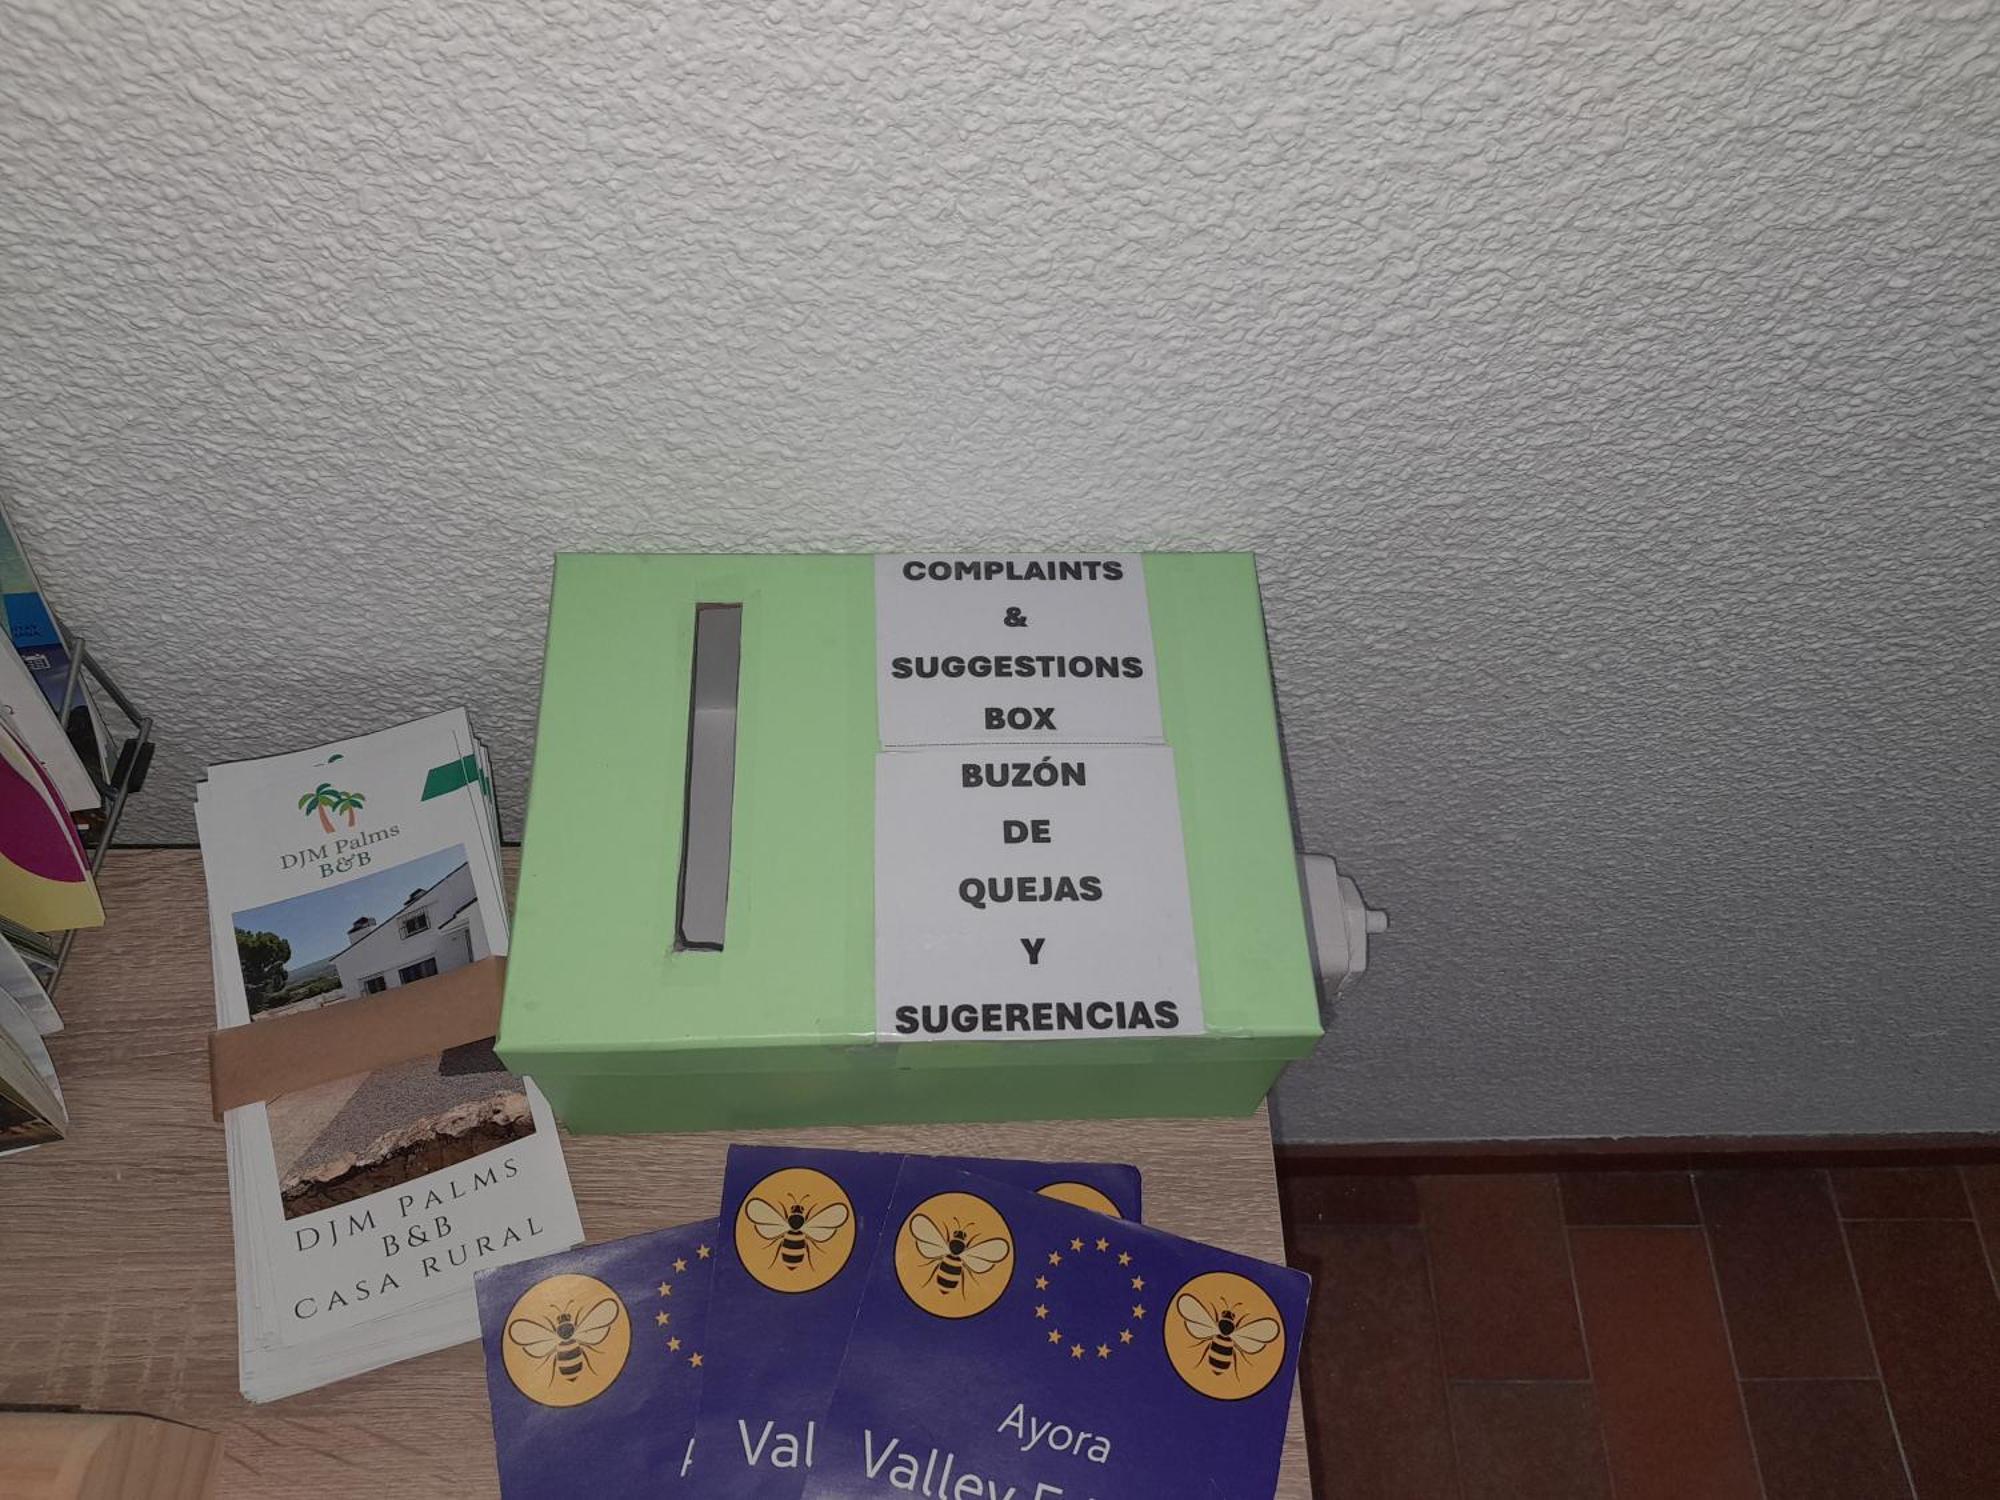 COMPLAINTS
&
SUGGESTIONS
BOX
BUZÓN
DE
QUEJAS
Y
SUGERENCIAS
DJM Palms
B&B
DJM PALMS
B&B
CASA RURAL
Val
Ayora
Valley